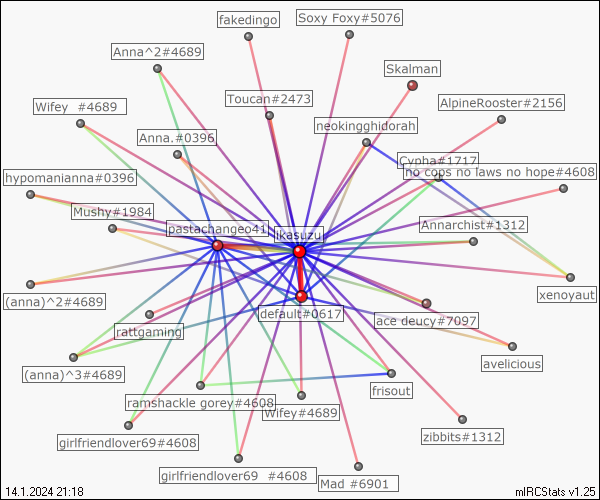 fakedingo
Soxy Foxy#5076
Anna^2#4689
Skalman
Wifey  #4689
Toucan#2473
AlpineRooster#2156
neokingghidorah
Anna.#0396
Cypha#1717
no cops no laws no hope#4608
hypomanianna#0396
Mushy#1984
pastachangeo41
Annarchist#1312
ikasuzu
(anna)^2#4689
xenoyaut
rattgaming
default#0617
ace deucy#7097
avelicious
(anna)^3#4689
frisout
ramshackle gorey#4608
Wifey#4689
girlfriendlover69#4608
zibbits#1312
girlfriendlover69  #4608
Mad #6901
14.1.2024 21:18
mIRCStats v1.25